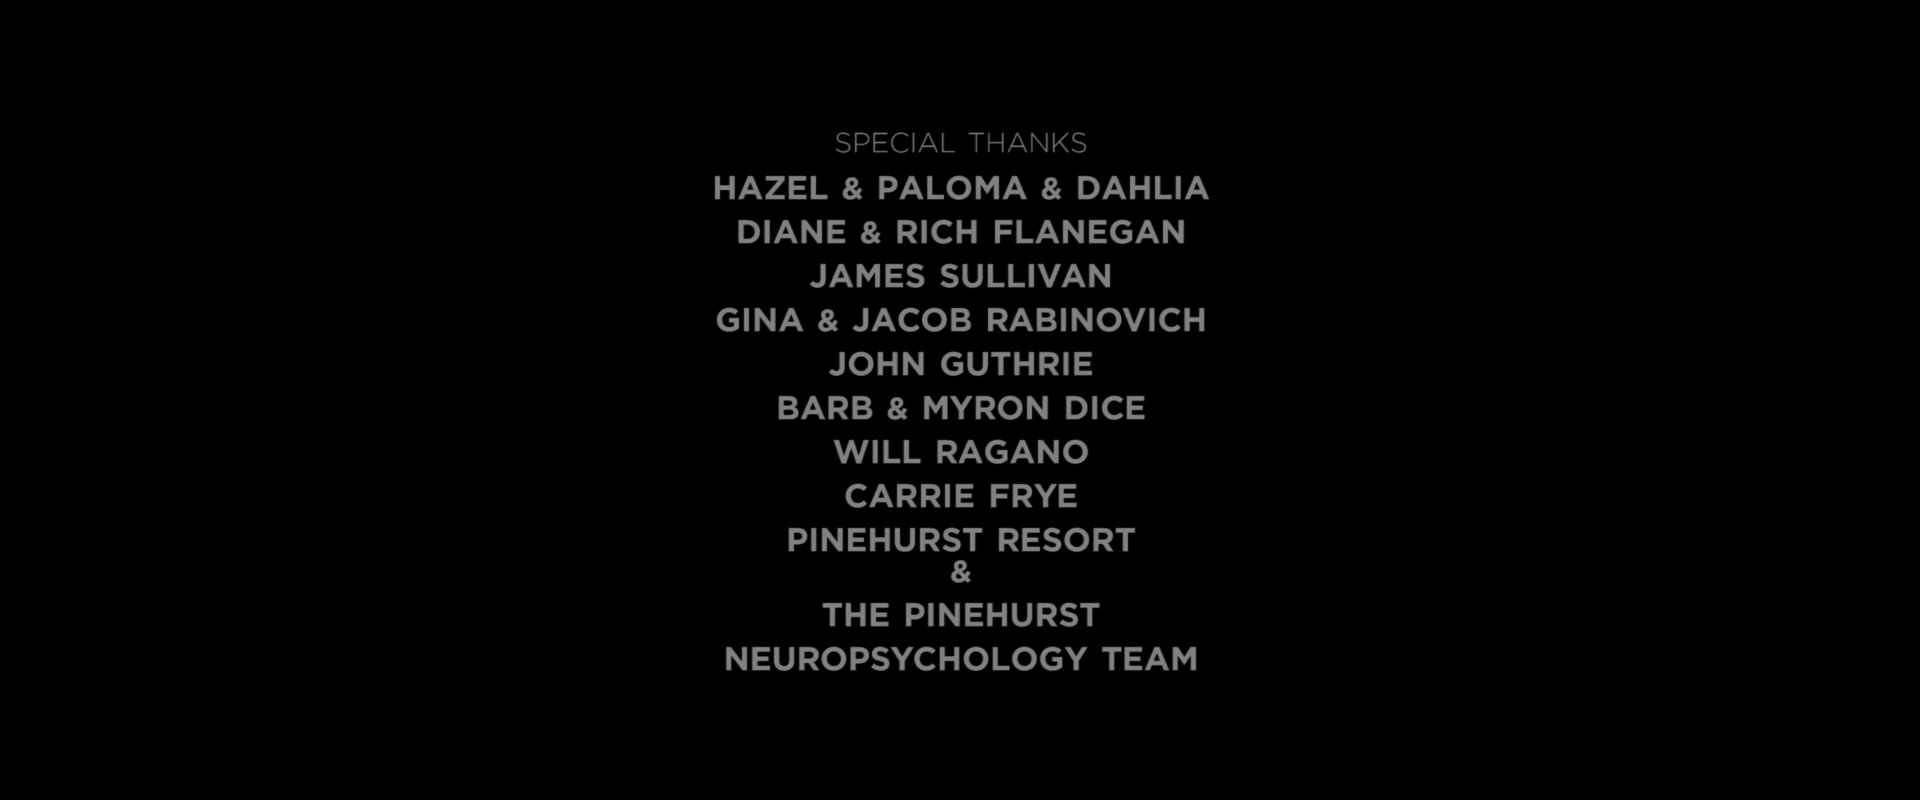 SPECIAL THANKS
HAZEL & PALOMA & DAHLIA
DIANE & RICH FLANEGAN
JAMES SULLIVAN
GINA & JACOB RABINOVICH
JOHN GUTHRIE
BARB & MYRON DICE
WILL RAGANO
CARRIE FRYE
PINEHURST RESORT
&
THE PINEHURST
NEUROPSYCHOLOGY TEAM